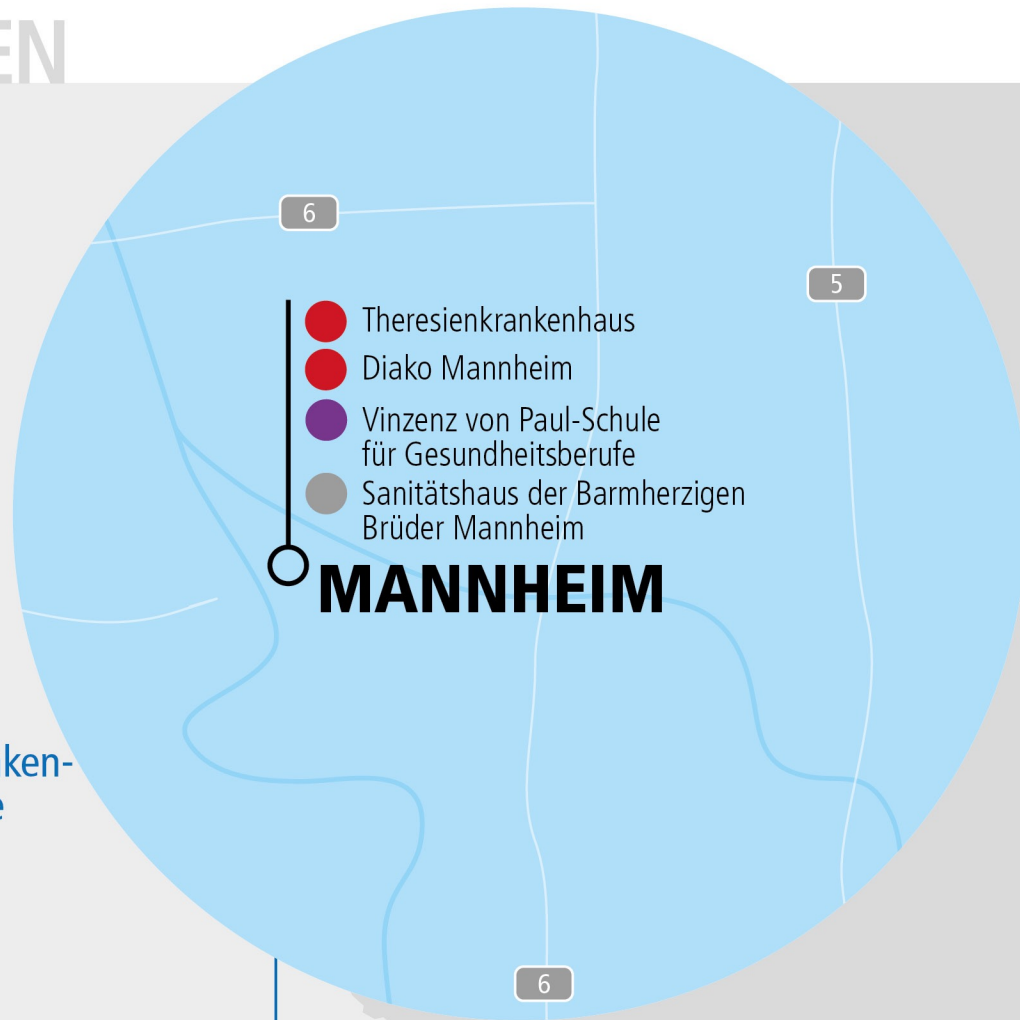 EN
6
5
Theresienkrankenhaus
Diako Mannheim
Vinzenz von Paul-Schule
für Gesundheitsberufe
Sanitätshaus der Barmherzigen
Brüder Mannheim
MANNHEIM
ken-
e
6